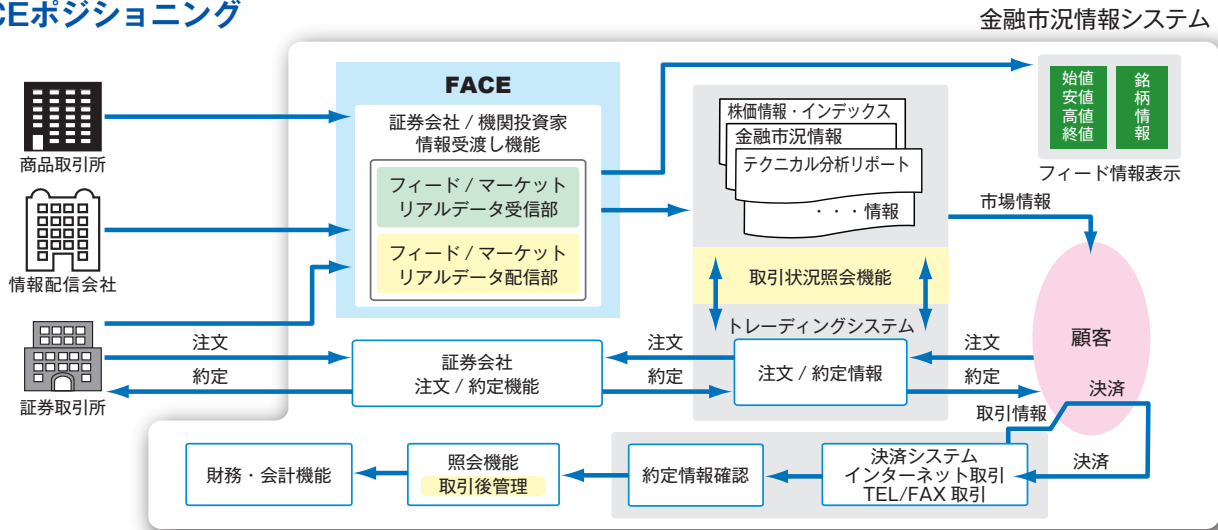 CEポジショニング
金融市況情報システム
FACE
証券会社 / 機関投資家
情報受渡し機能
フィード / マーケット
リアルデータ受信部
フィード / マーケット
リアルデータ配信部
商品取引所
情報配信会社
証券取引所
株価情報・インデックス
金融市況情報
テクニカル分析リポート
・・・情報
始値
安値
高値
終値
銘柄情報
フィード情報表示
市場情報
取引状況照会機能
トレーディングシステム
顧客
注文
約定
証券会社
注文 / 約定機能
注文
約定
注文 / 約定情報
注文
約定
決済
取引情報
決済
財務・会計機能
照会機能
取引後管理
約定情報確認
決済システム
インターネット取引
TEL/FAX 取引